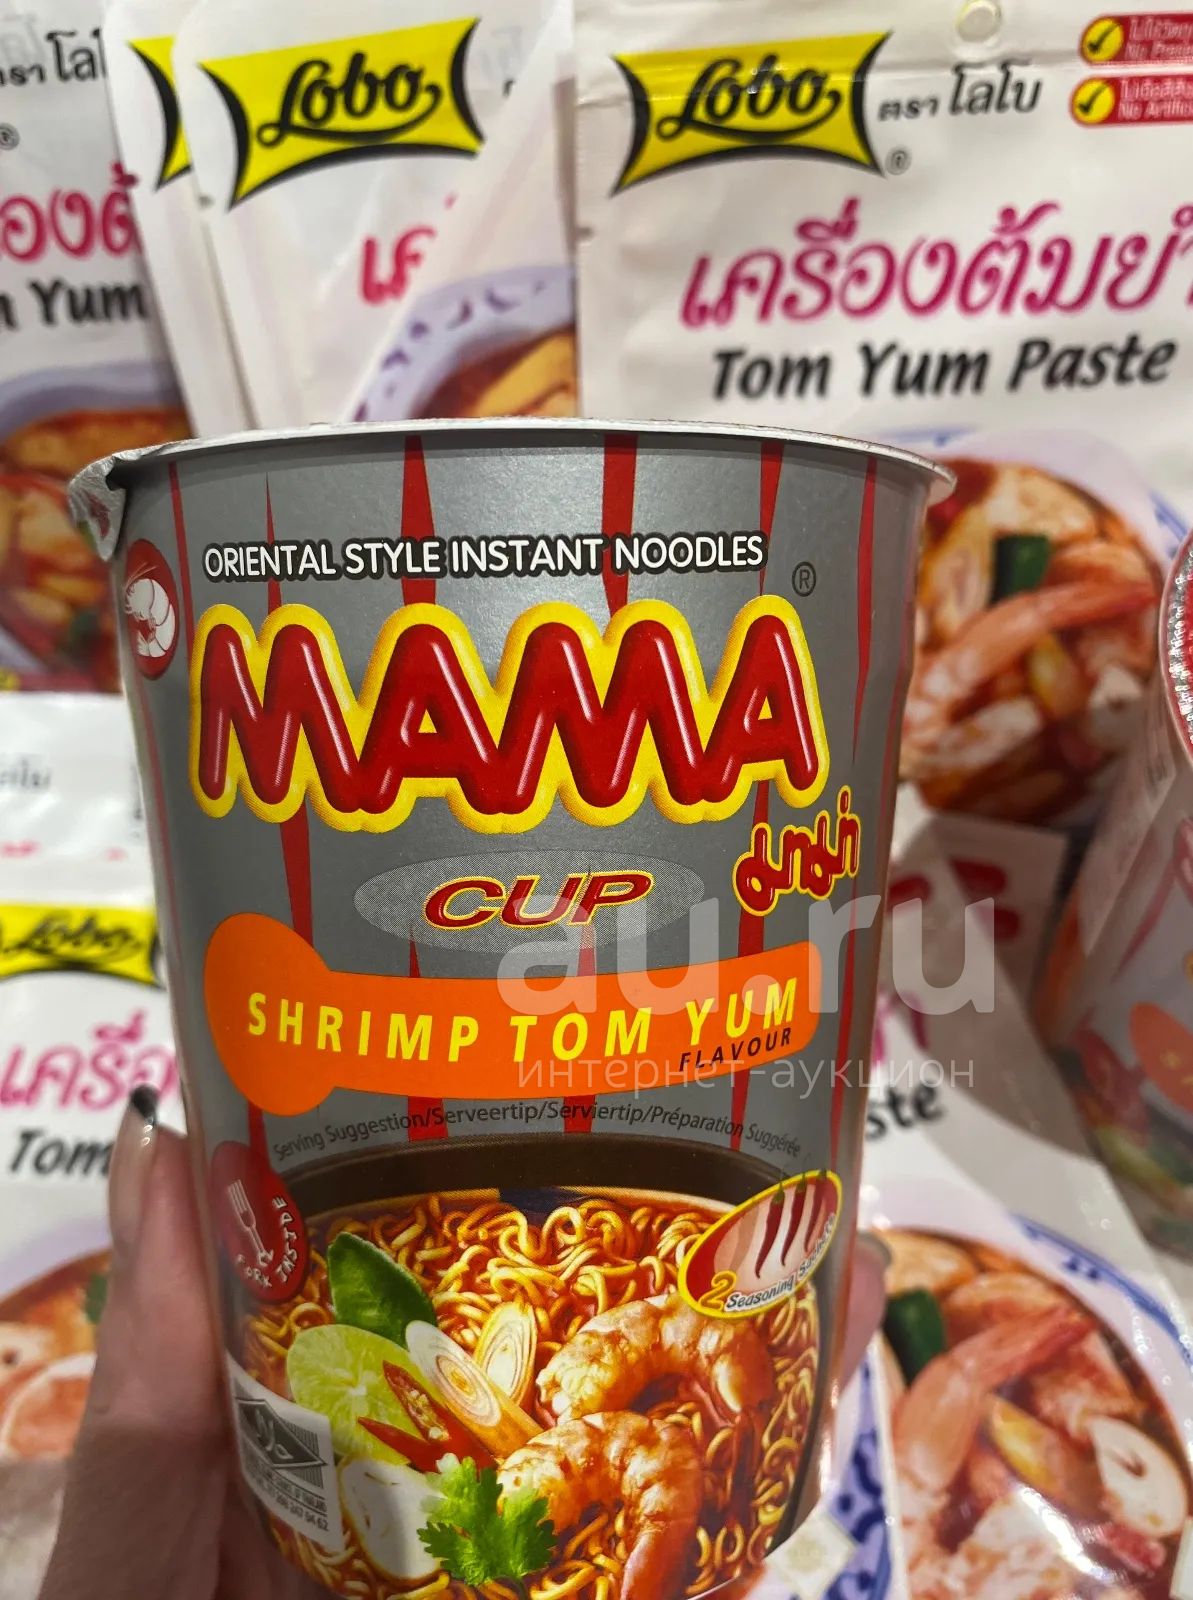 Lobo
ตรา โลโบ
®
เครื่องต้มยำ
Tom Yum Paste
Lobo
Yum
ORIENTAL STYLE INSTANT NOODLES
MAMA
®
มาม่า
CUP
SHRIMP TOM YUM
FLAVOUR
au.ru
интернет-аукцион
Serving Suggestion/Serveertip/Serviertip/Préparation Suggérée
FORK INSIDE
2 Seasoning Sachets
Lobo
Tom